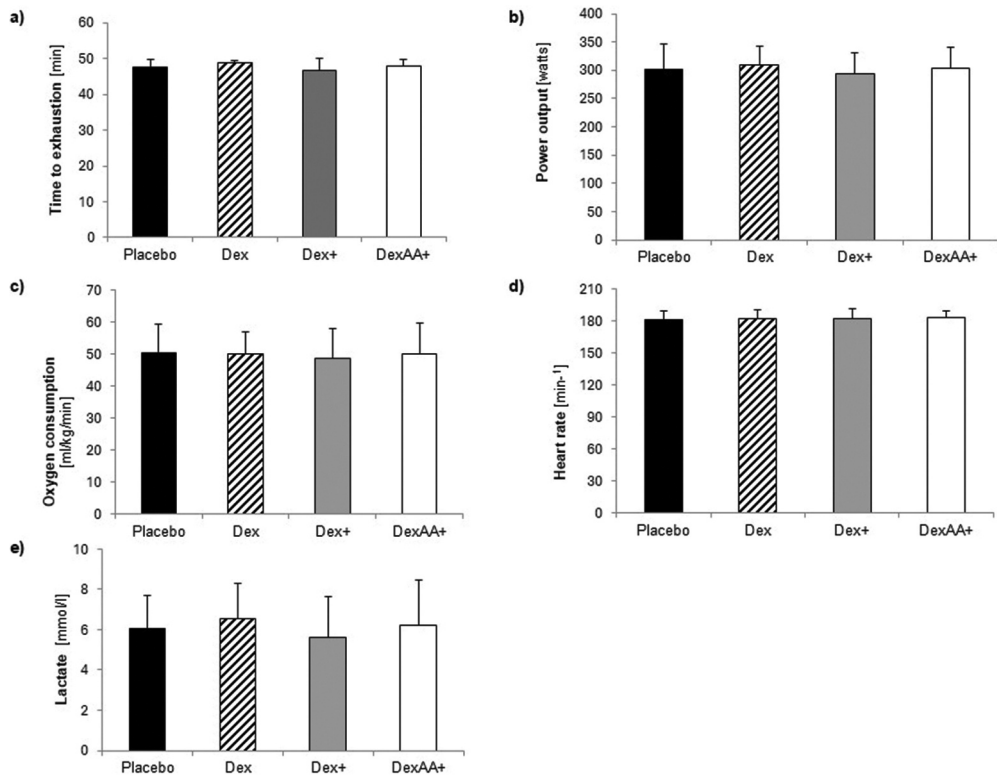 a)
Time to exhaustion [min]
60
50
40
30
20
10
0
Placebo Dex Dex+ DexAA+
b)
Power output [watts]
400
350
300
250
200
150
100
50
0
Placebo Dex Dex+ DexAA+
c)
Oxygen consumption
[ml/kg/min]
70
60
50
40
30
20
10
0
Placebo Dex Dex+ DexAA+
d)
Heart rate [min-¹]
210
180
150
120
90
60
30
0
Placebo Dex Dex+ DexAA+
e)
Lactate [mmol/l]
10
8
6
4
2
0
Placebo Dex Dex+ DexAA+